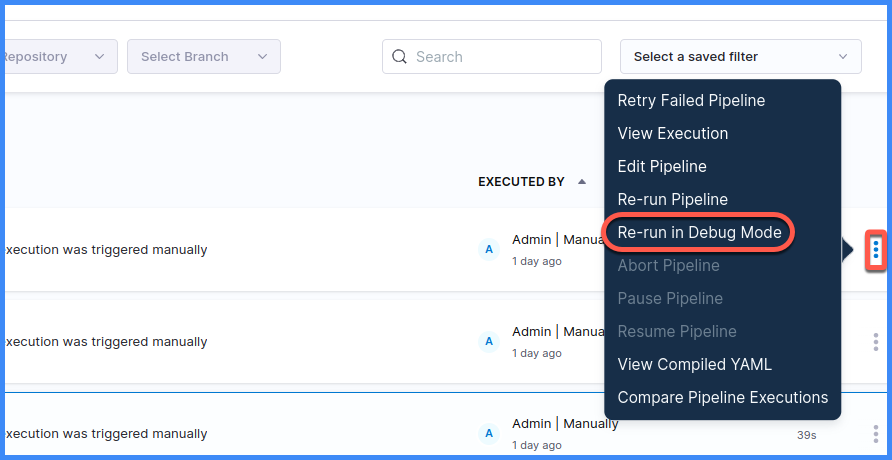 Repository
Select Branch
Search
Select a saved filter
Retry Failed Pipeline
View Execution
Edit Pipeline
Re-run Pipeline
Re-run in Debug Mode
Abort Pipeline
Pause Pipeline
Resume Pipeline
View Compiled YAML
Compare Pipeline Executions
EXECUTED BY
xecution was triggered manually
A
Admin | Manua
1 day ago
xecution was triggered manually
A
Admin | Manua
1 day ago
xecution was triggered manually
A
Admin | Manually
1 day ago
39s